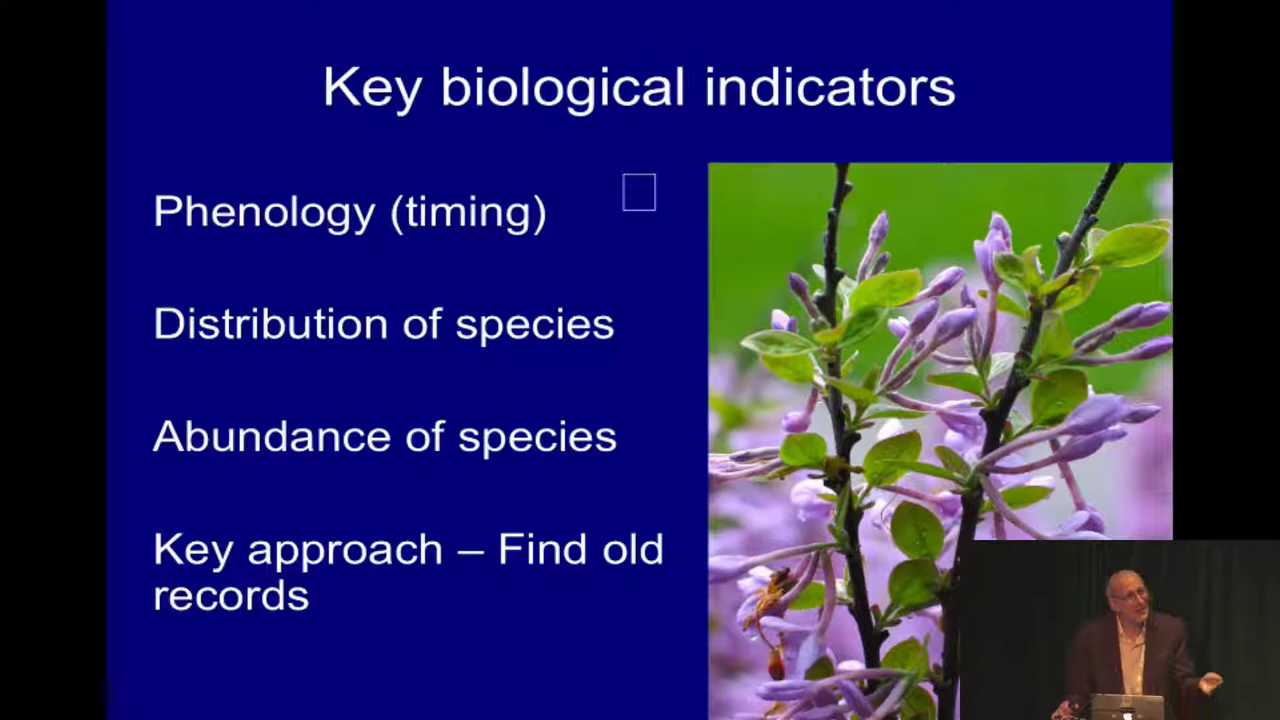 Key biological indicators
Phenology (timing)
Distribution of species
Abundance of species
Key approach – Find old
records